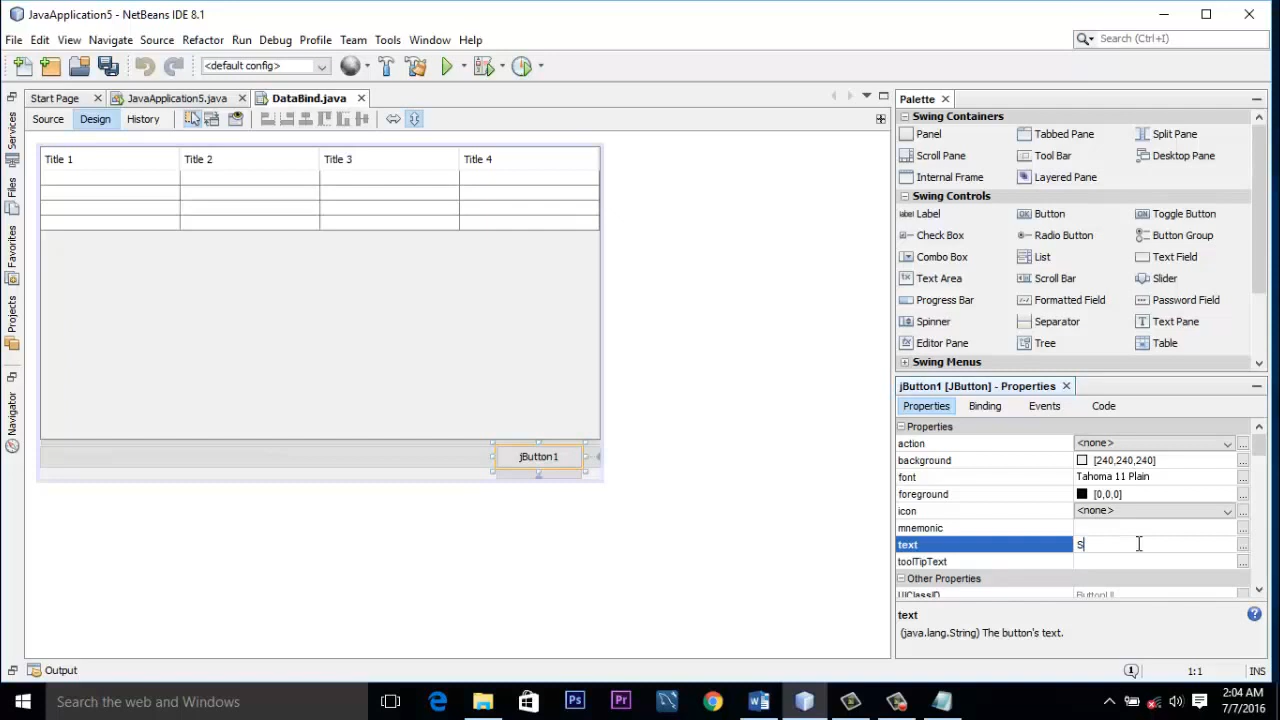 JavaApplication5 - NetBeans IDE 8.1
File Edit View Navigate Source Refactor Run Debug Profile Team Tools Window Help
Search (Ctrl+I)
<default config>
Start Page JavaApplication5.java DataBind.java
Source Design History
Services
Files
Favorites
Projects
Navigator
Title 1 Title 2 Title 3 Title 4
jButton1
Palette
Swing Containers
Panel Tabbed Pane Split Pane
Scroll Pane Tool Bar Desktop Pane
Internal Frame Layered Pane
Swing Controls
Label Button Toggle Button
Check Box Radio Button Button Group
Combo Box List Text Field
Text Area Scroll Bar Slider
Progress Bar Formatted Field Password Field
Spinner Separator Text Pane
Editor Pane Tree Table
Swing Menus
jButton1 [JButton] - Properties
Properties Binding Events Code
Properties
action <none>
background [240,240,240]
font Tahoma 11 Plain
foreground [0,0,0]
icon <none>
mnemonic
text S
toolTipText
Other Properties
UIClassID ButtonUI
text
(java.lang.String) The button's text.
Output
1:1 INS
Search the web and Windows
2:04 AM
7/7/2016